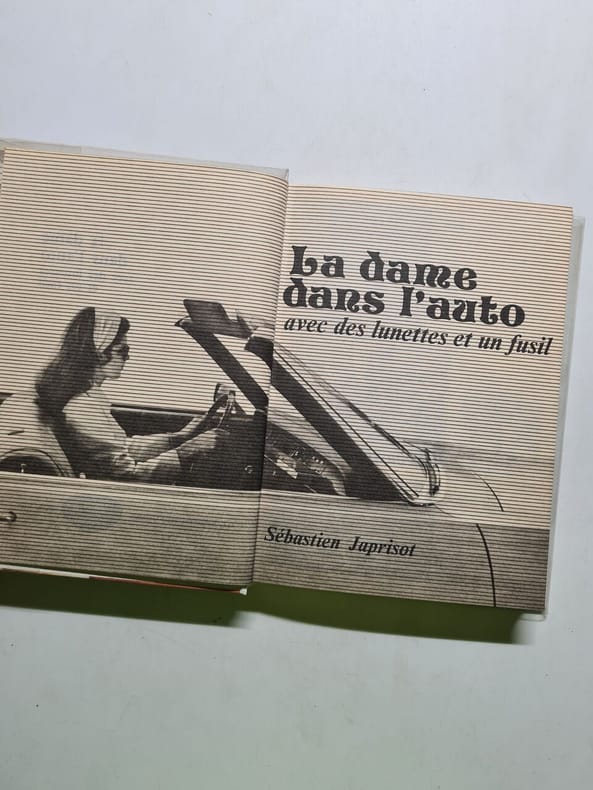 La dame
dans l'auto
avec des lunettes et un fusil
Sébastien Japrisot